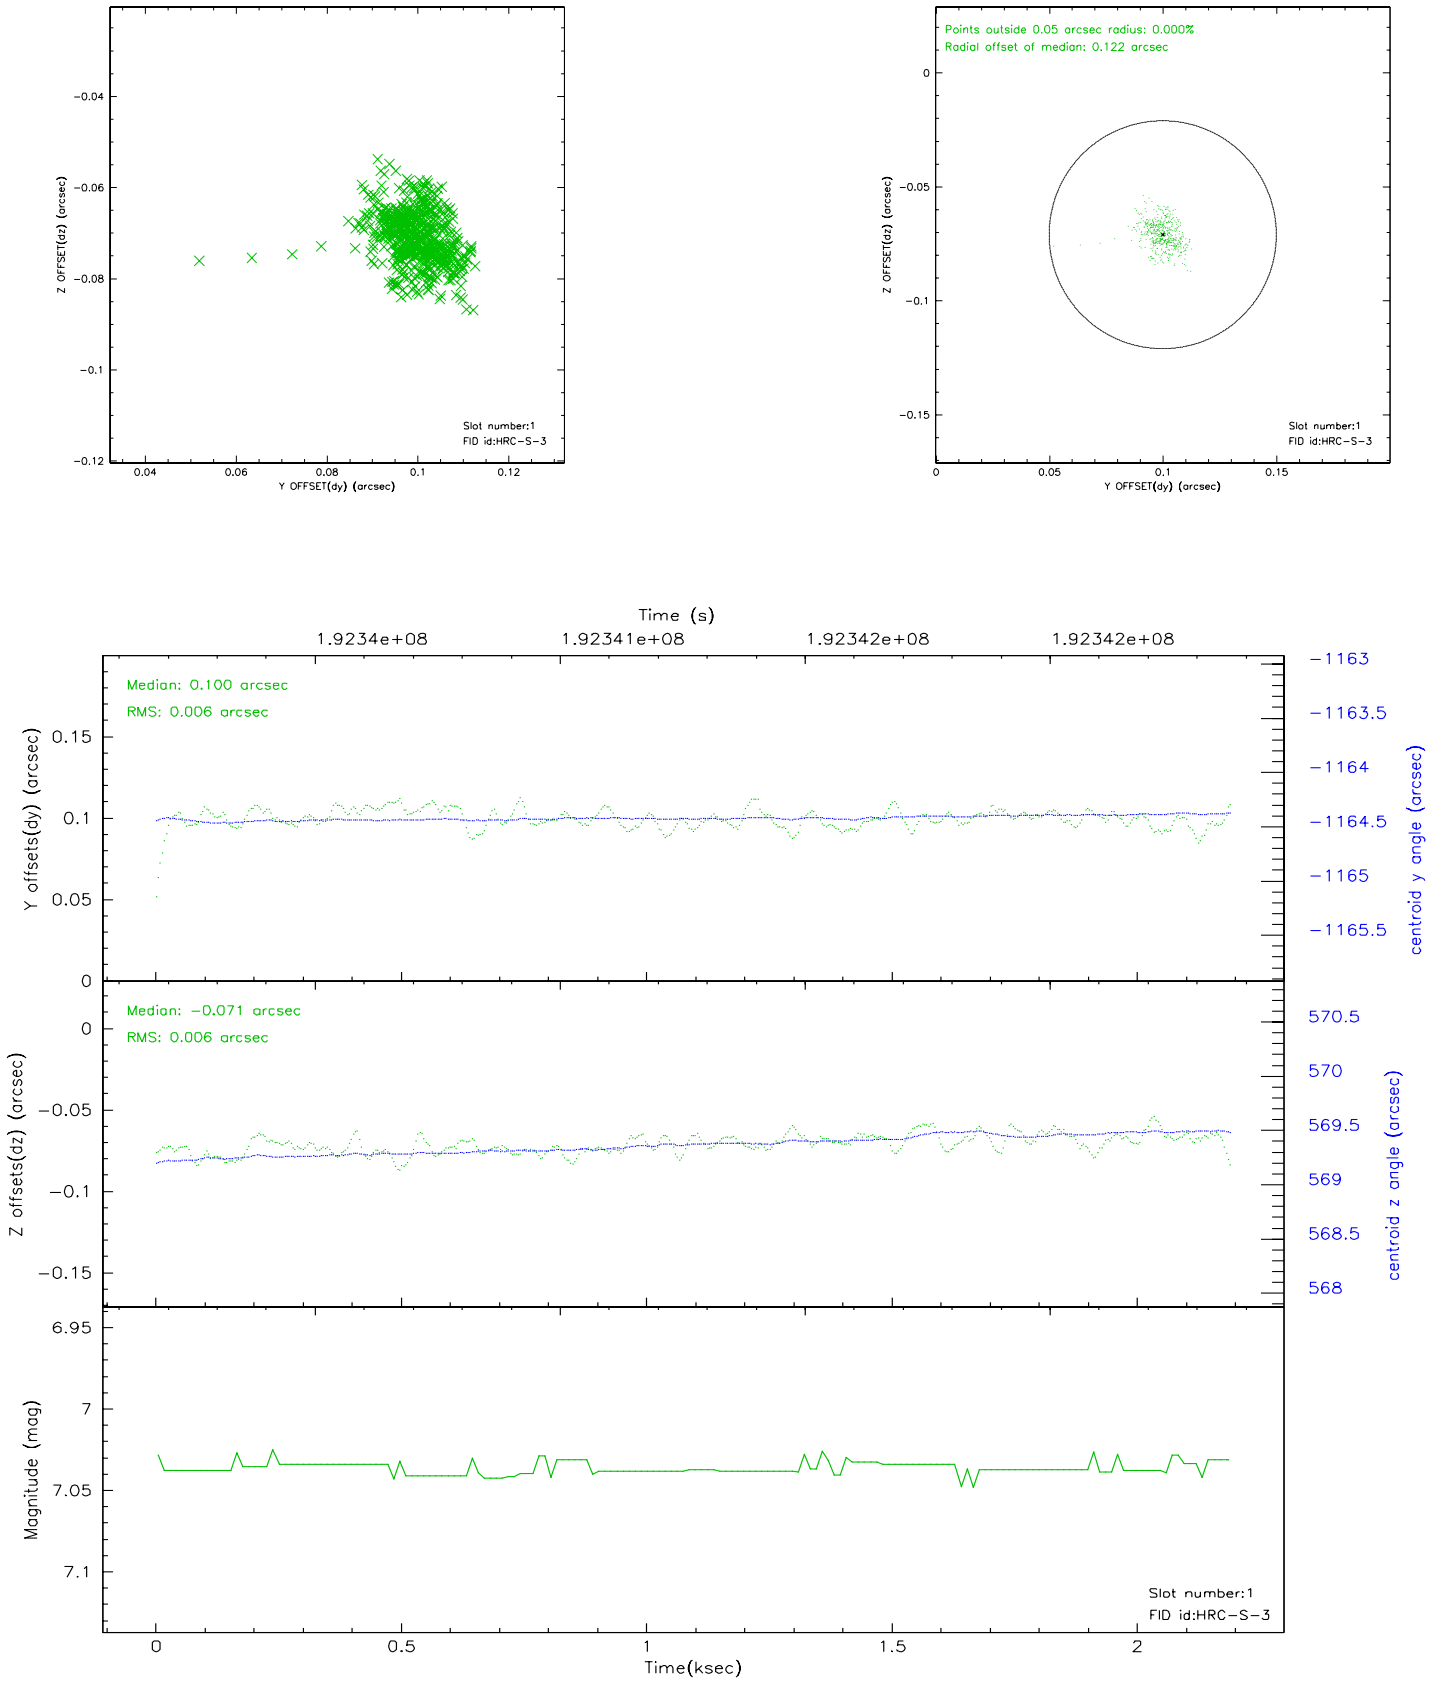 −0.04
−0.06
−0.08
−0.1
−0.12
Z OFFSET(dz) (arcsec)
Slot number:1
FID id:HRC−S−3
0.04 0.06 0.08 0.1 0.12
Y OFFSET(dy) (arcsec)
Points outside 0.05 arcsec radius: 0.000%
Radial offset of median: 0.122 arcsec
0
−0.05
−0.1
−0.15
Z OFFSET(dz) (arcsec)
Slot number:1
FID id:HRC−S−3
0 0.05 0.1 0.15
Y OFFSET(dy) (arcsec)
Time (s)
1.9234e+08 1.92341e+08 1.92342e+08 1.92342e+08
Median: 0.100 arcsec
RMS: 0.006 arcsec
0.15
0.1
0.05
0
Y offsets(dy) (arcsec)
−1163
−1163.5
−1164
−1164.5
−1165
−1165.5
centroid y angle (arcsec)
Median: −0.071 arcsec
RMS: 0.006 arcsec
0
−0.05
−0.1
−0.15
Z offsets(dz) (arcsec)
570.5
570
569.5
569
568.5
568
centroid z angle (arcsec)
6.95
7
7.05
7.1
Magnitude (mag)
Slot number:1
FID id:HRC−S−3
0 0.5 1 1.5 2
Time(ksec)